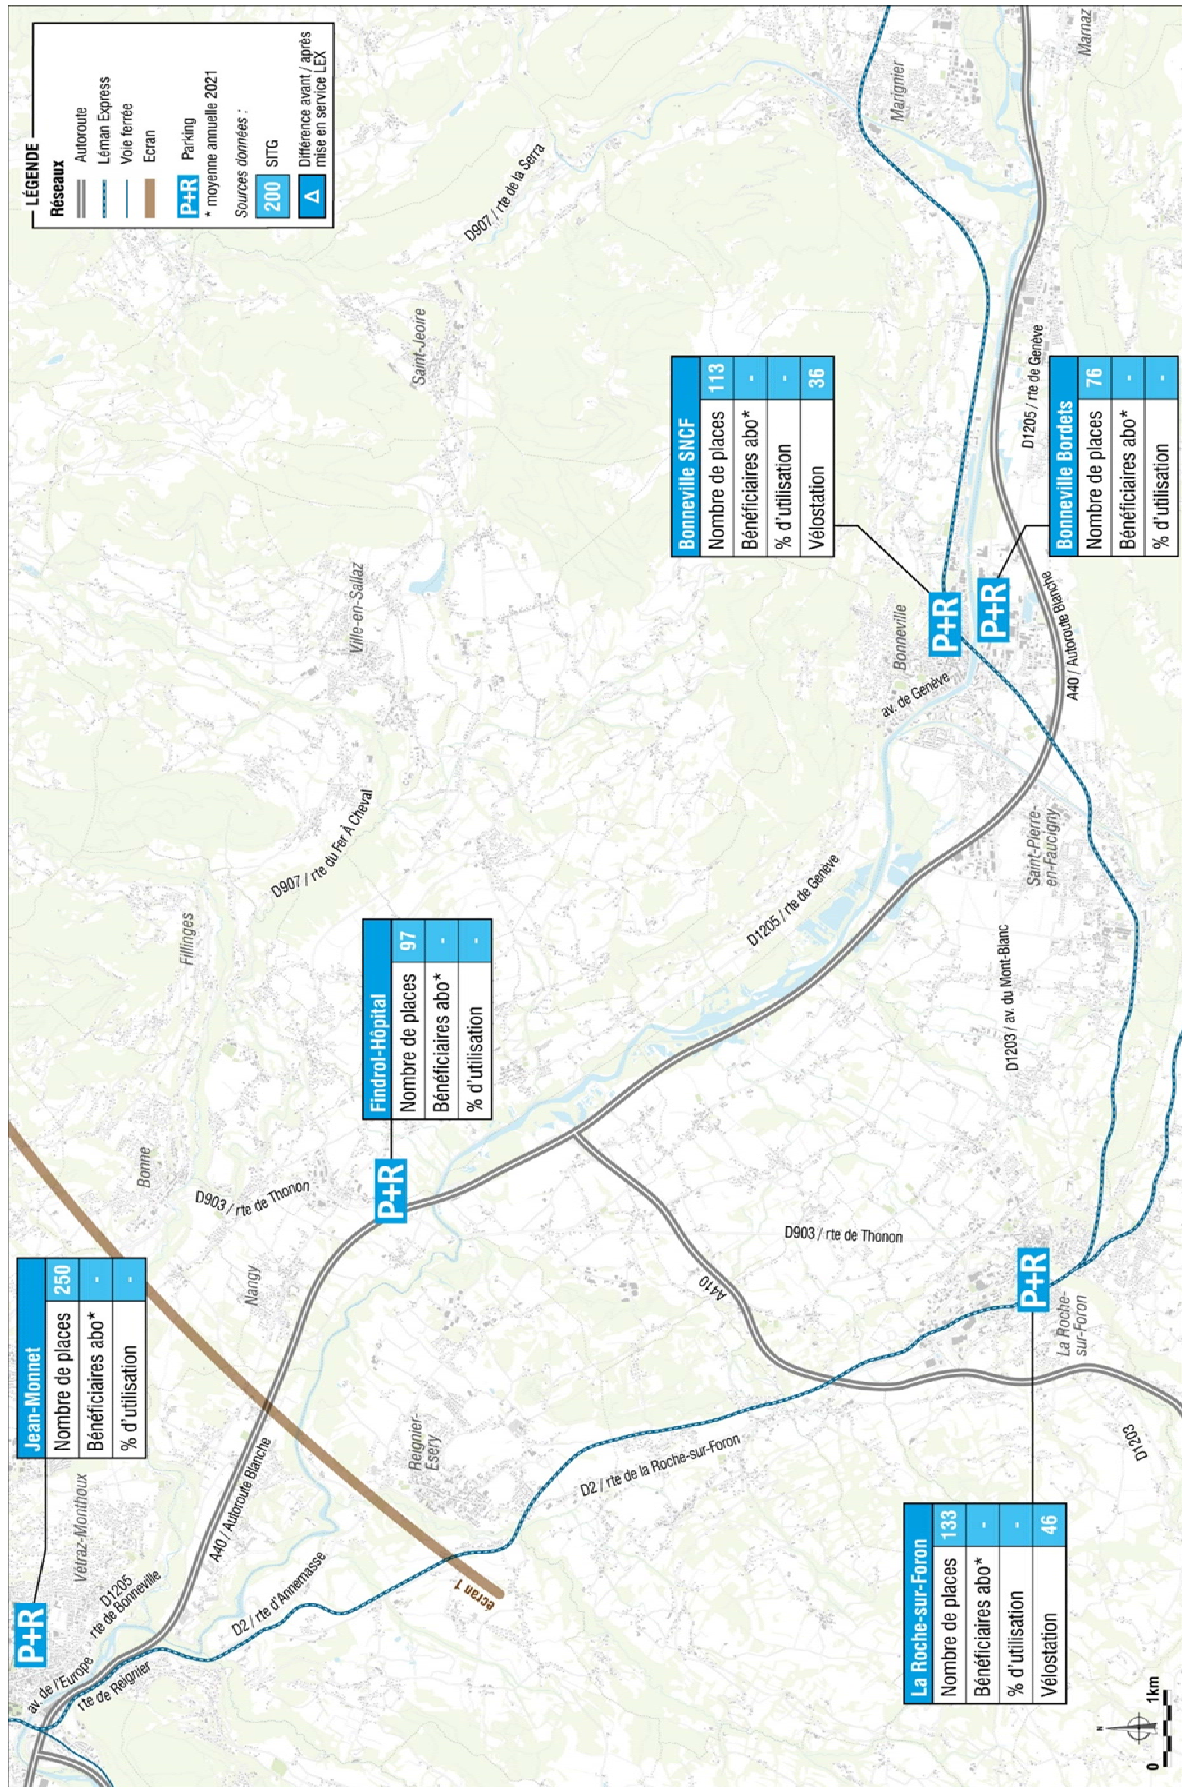 LÉGENDE
Réseaux
Autoroute
Léman Express
Voie ferrée
Ecran
P+R Parking
* moyenne annuelle 2021
Sources données :
200 SITG
Δ Différence avant / après
mise en service LEX
Jean-Monnet
Nombre de places 250
Bénéficiaires abo* -
% d'utilisation -
P+R
Vétraz-Monthoux
av. de l'Europe
D1205
rte de Bonneville
rte de Reignier
A40 / Autoroute Blanche
D2 / rte d'Annemasse
écran 1
Bonne
Fillinges
Nangy
D903 / rte de Thonon
D907 / rte du Fer À Cheval
Ville-en-Sallaz
Saint-Jeoire
D907 / rte de la Serra
Marignier
Marnaz
Findrol-Hôpital
Nombre de places 97
Bénéficiaires abo* -
% d'utilisation -
P+R
Reignier-
Esery
D2 / rte de la Roche-sur-Foron
A410
D903 / rte de Thonon
D1205 / rte de Genève
Bonneville SNCF
Nombre de places 113
Bénéficiaires abo* -
% d'utilisation -
Vélostation 36
Bonneville
av. de Genève
P+R
P+R
D1205 / rte de Genève
A40 / Autoroute Blanche
Bonneville Bordets
Nombre de places 76
Bénéficiaires abo* -
% d'utilisation -
Saint-Pierre-
en-Faucigny
D1203 / av. du Mont-Blanc
P+R
La Roche-
sur-Foron
D1203
La Roche-sur-Foron
Nombre de places 133
Bénéficiaires abo* -
% d'utilisation -
Vélostation 46
N
0 1km